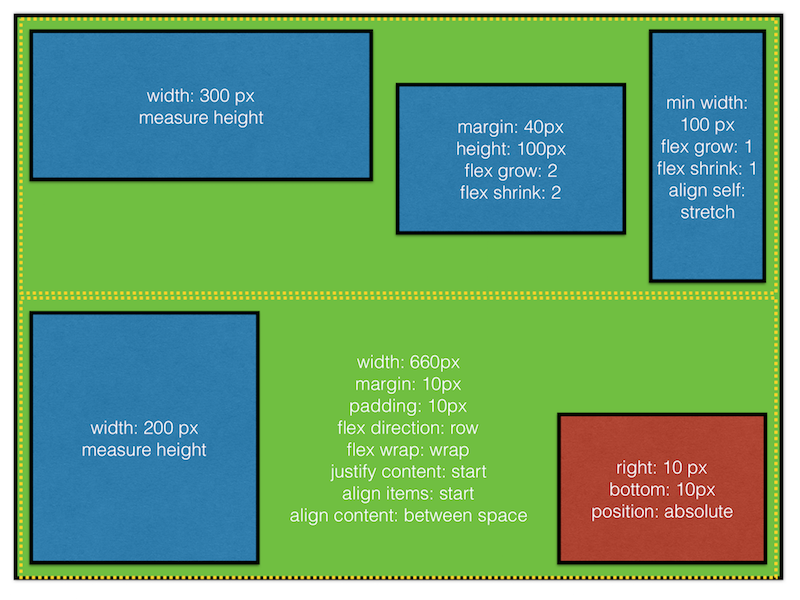 width: 300 px
measure height
margin: 40px
height: 100px
flex grow: 2
flex shrink: 2
min width:
100 px
flex grow: 1
flex shrink: 1
align self:
stretch
width: 200 px
measure height
width: 660px
margin: 10px
padding: 10px
flex direction: row
flex wrap: wrap
justify content: start
align items: start
align content: between space
right: 10 px
bottom: 10px
position: absolute